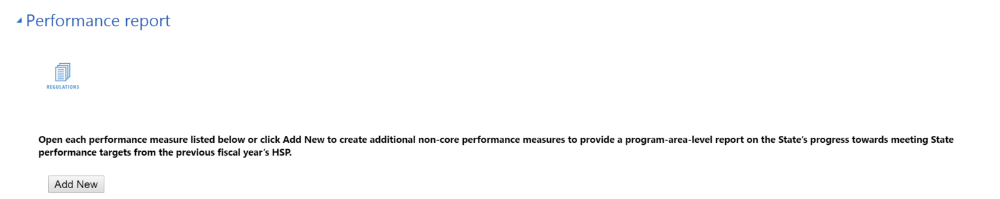 Performance report
REGULATIONS
Open each performance measure listed below or click Add New to create additional non-core performance measures to provide a program-area-level report on the State’s progress towards meeting State
performance targets from the previous fiscal year’s HSP.
Add New